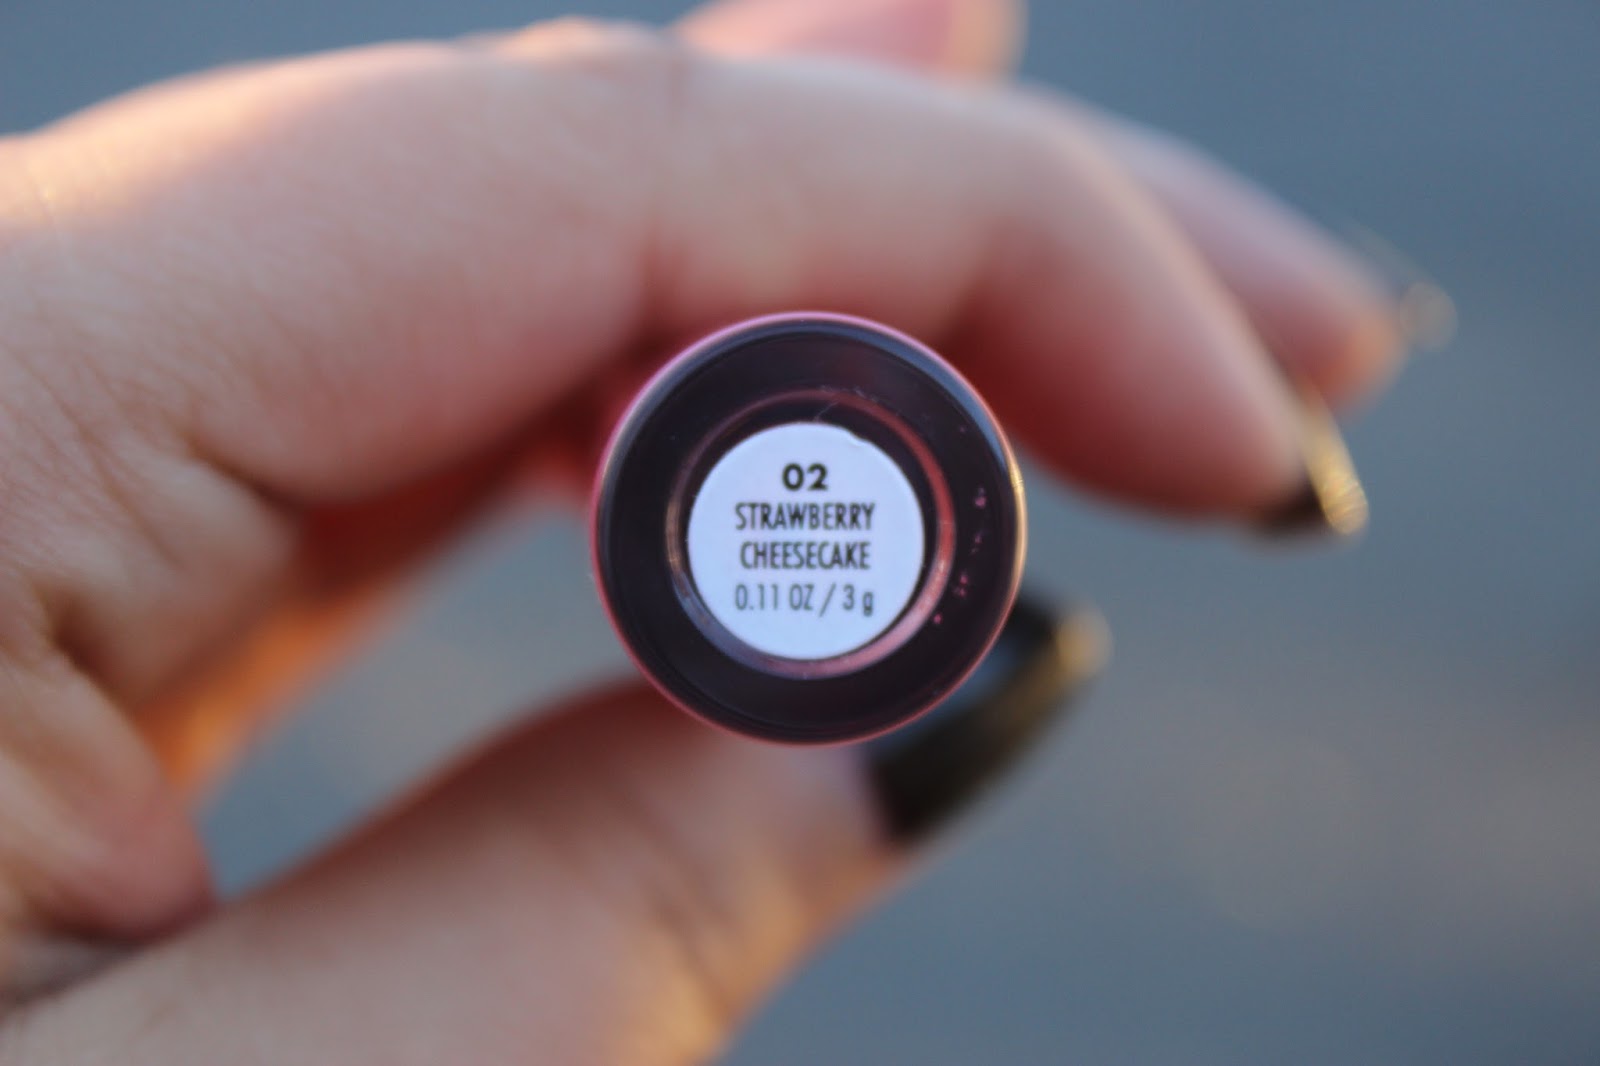 02
STRAWBERRY
CHEESECAKE
0.11 OZ / 3 g